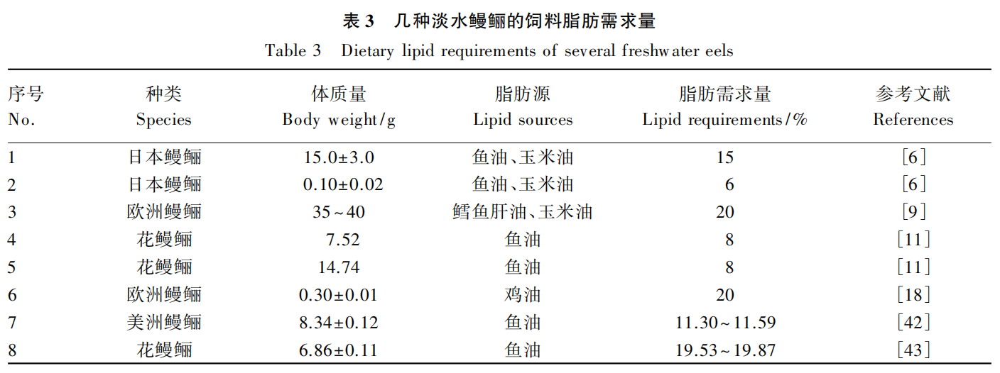 表 3 几种淡水鳗鲡的饲料脂肪需求量
Table 3 Dietary lipid requirements of several freshwater eels
序号 种类 体质量 脂肪源 脂肪需求量 参考文献
No. Species Body weight/g Lipid sources Lipid requirements/% References
1 日本鳗鲡 15.0±3.0 鱼油、玉米油 15 [6]
2 日本鳗鲡 0.10±0.02 鱼油、玉米油 6 [6]
3 欧洲鳗鲡 35~40 鳕鱼肝油、玉米油 20 [9]
4 花鳗鲡 7.52 鱼油 8 [11]
5 花鳗鲡 14.74 鱼油 8 [11]
6 欧洲鳗鲡 0.30±0.01 鸡油 20 [18]
7 美洲鳗鲡 8.34±0.12 鱼油 11.30~11.59 [42]
8 花鳗鲡 6.86±0.11 鱼油 19.53~19.87 [43]